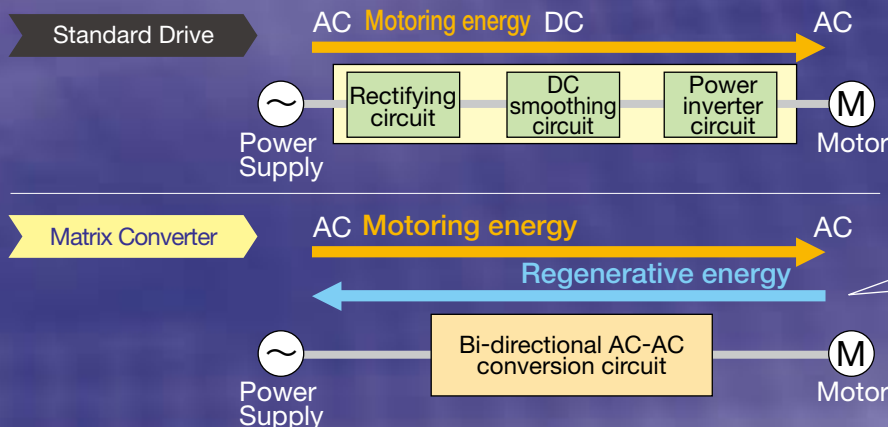 Standard Drive
AC Motoring energy DC AC
Rectifying
circuit
DC
smoothing
circuit
Power
inverter
circuit
~
Power
Supply
M
Motor
Matrix Converter
AC Motoring energy AC
Regenerative energy
Bi-directional AC-AC
conversion circuit
~
Power
Supply
M
Motor